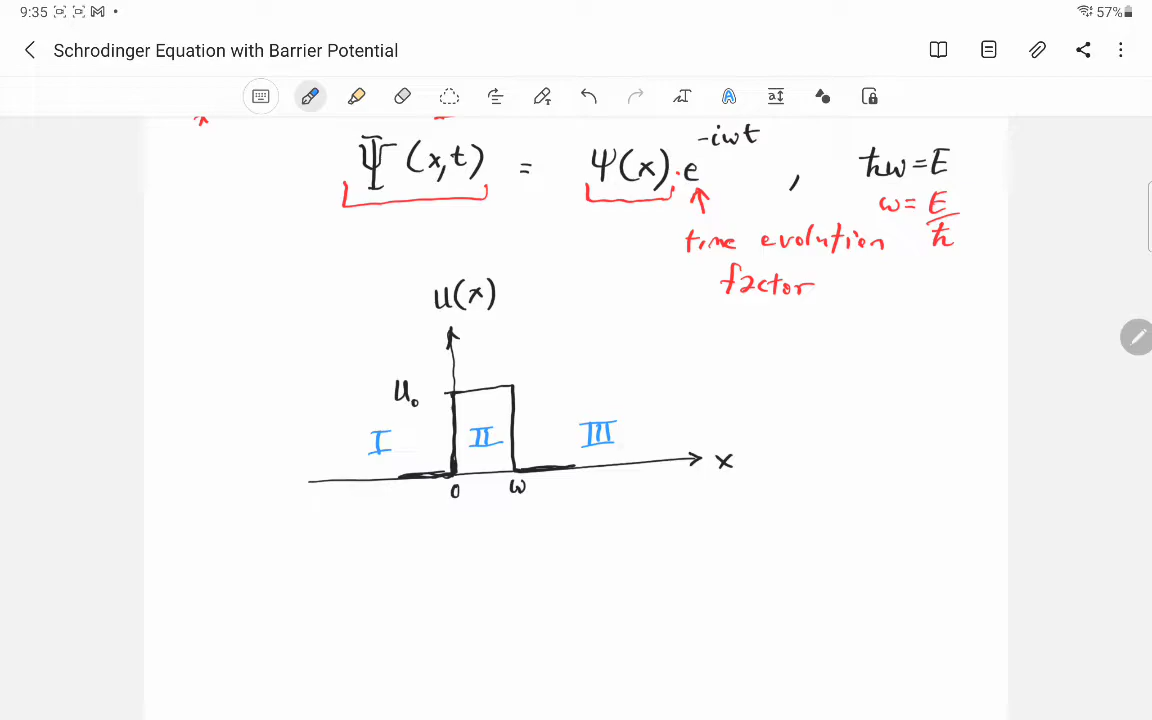 9:35
57%
Schrodinger Equation with Barrier Potential
Ψ(x,t) = ψ(x)·e^{-iωt} , ħω=E
ω= E/ħ
time evolution
factor
U(x)
U₀
I II III
x
0 ω